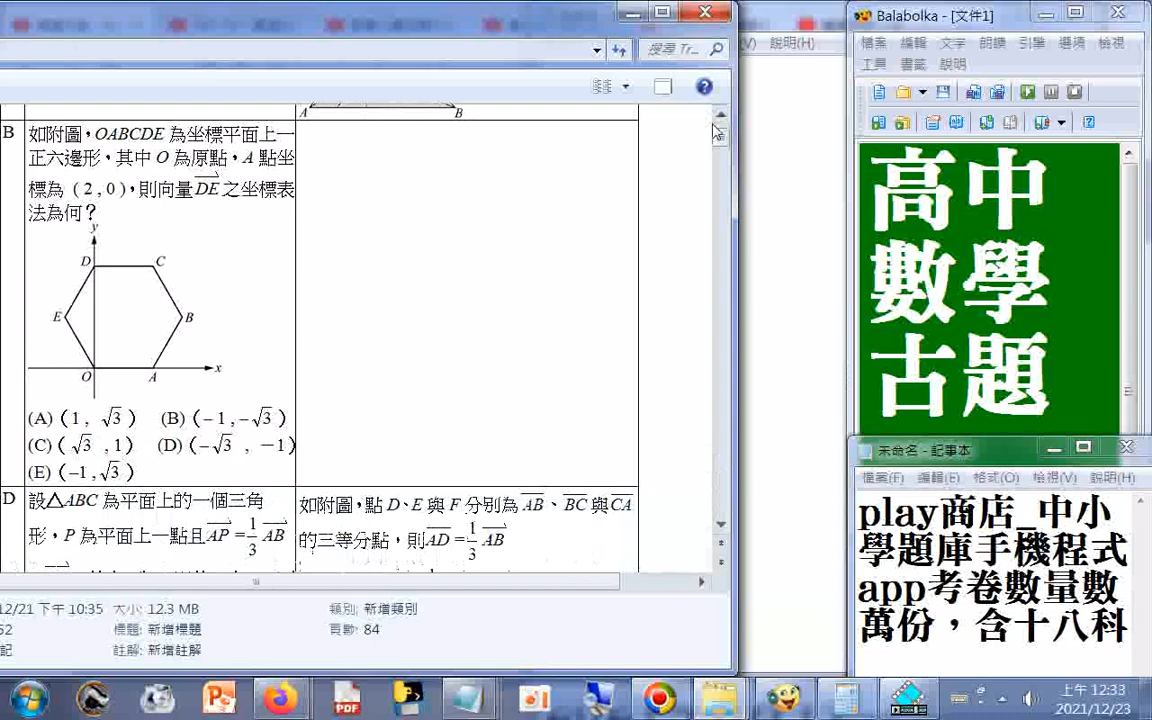 搜尋 Tr...
(V) 說明(H)
A B
B 如附圖，OABCDE 為坐標平面上一
正六邊形，其中 O 為原點，A 點坐
標為 ( 2 , 0 )，則向量 DE 之坐標表
法為何？
y
D C
E B
O A x
(A) ( 1 , √3 ) (B) ( −1 , −√3 )
(C) ( √3 , 1 ) (D) ( −√3 , −1 )
(E) ( −1 , √3 )
D 設△ABC 為平面上的一個三角
形，P 為平面上一點且 AP = 1/3 AB
如附圖，點 D、E 與 F 分別為 AB、BC 與 CA
的三等分點，則 AD = 1/3 AB
12/21 下午 10:35 大小: 12.3 MB 類別: 新增類別
52 標題: 新增標題 頁數: 84
記 註解: 新增註解
Balabolka - [文件1]
檔案 編輯 文字 朗讀 引擎 選項 檢視
工具 書籤 說明
高中
數學
古題
未命名 - 記事本
檔案(F) 編輯(E) 格式(O) 檢視(V) 說明(H)
play商店_中小
學題庫手機程式
app考卷數量數
萬份，含十八科
PDF
上午 12:33
2021/12/23